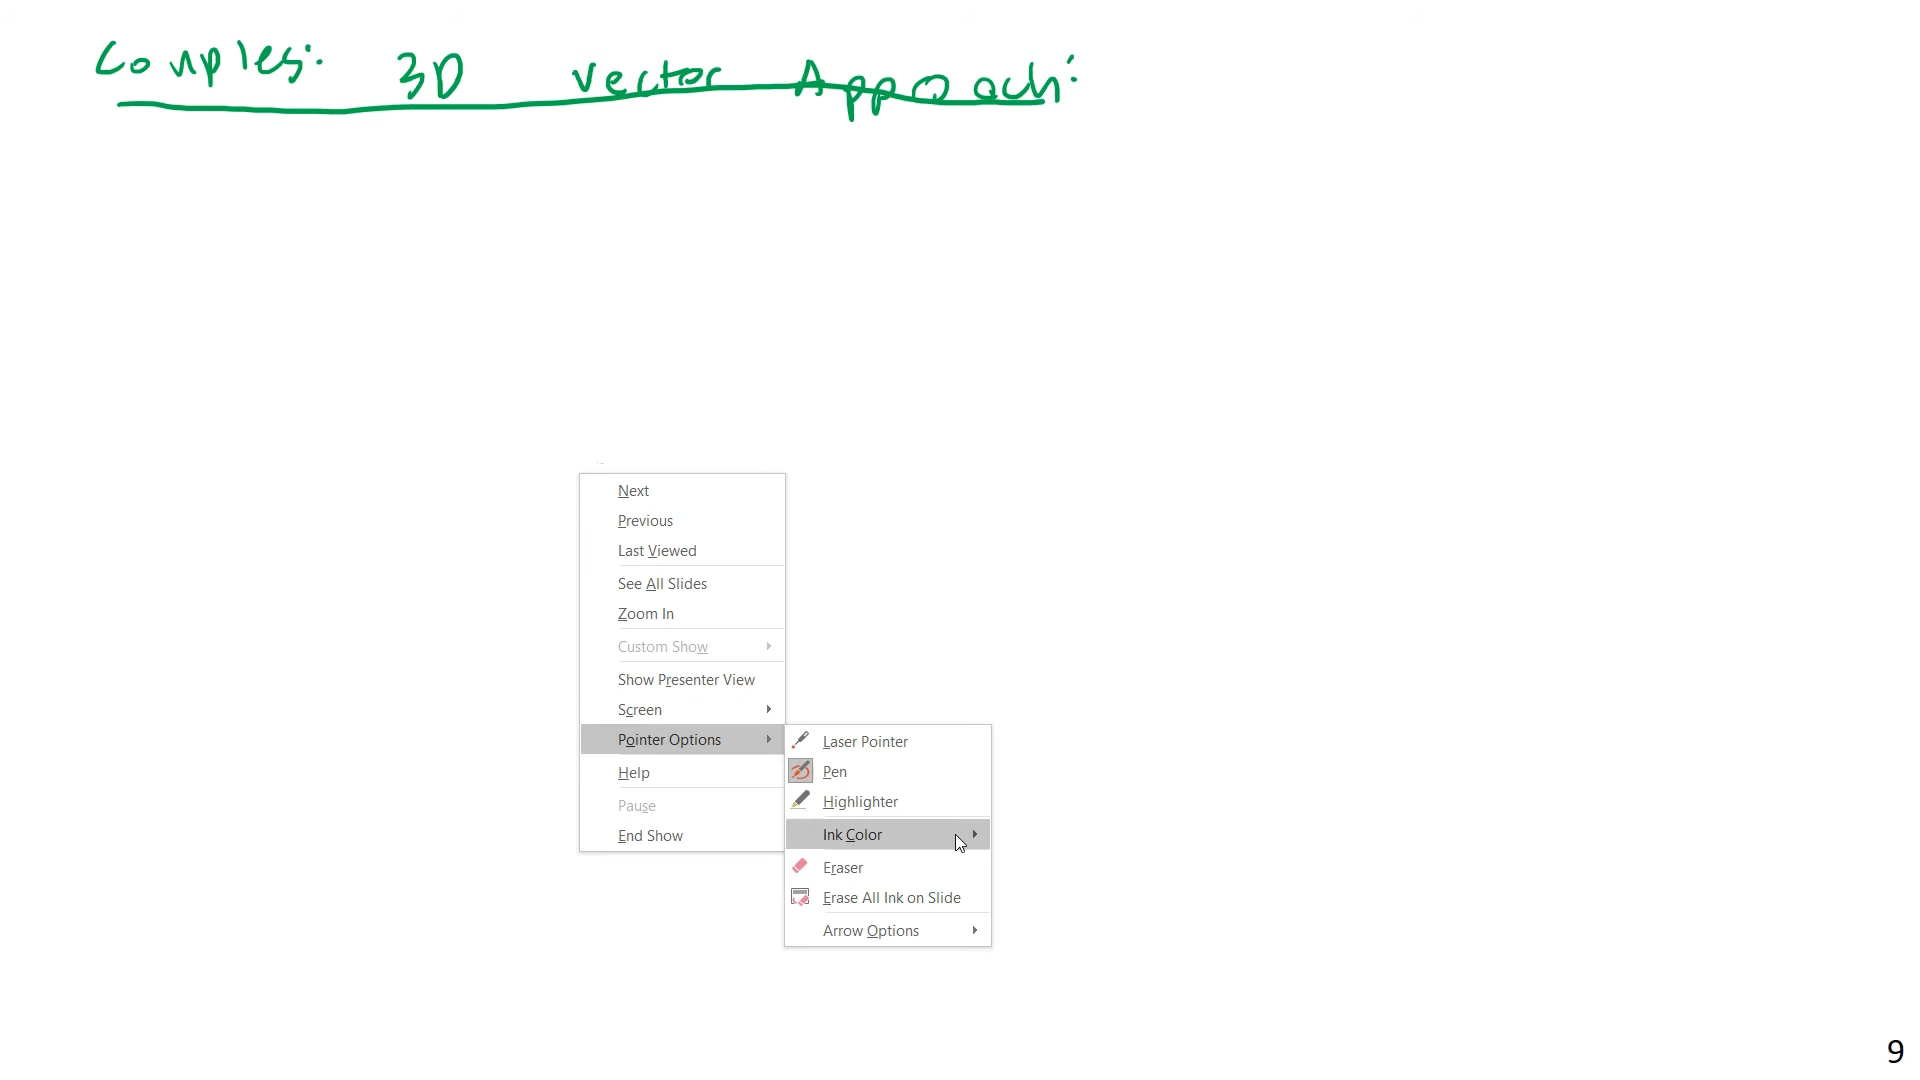 Couples: 3D vector Approach:
Next
Previous
Last Viewed
See All Slides
Zoom In
Custom Show
Show Presenter View
Screen
Pointer Options
Help
Pause
End Show
Laser Pointer
Pen
Highlighter
Ink Color
Eraser
Erase All Ink on Slide
Arrow Options
9